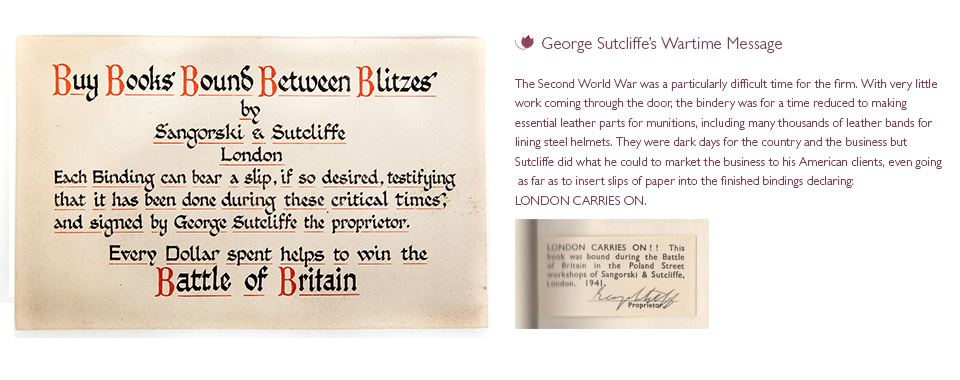 Buy Books Bound Between Blitzes
by
Sangorski & Sutcliffe
London
Each Binding can bear a slip, if so desired, testifying
that it has been done during these critical times,
and signed by George Sutcliffe the proprietor.
Every Dollar spent helps to win the
Battle of Britain
George Sutcliffe's Wartime Message
The Second World War was a particularly difficult time for the firm. With very little
work coming through the door, the bindery was for a time reduced to making
essential leather parts for munitions, including many thousands of leather bands for
lining steel helmets. They were dark days for the country and the business but
Sutcliffe did what he could to market the business to his American clients, even going
as far as to insert slips of paper into the finished bindings declaring:
LONDON CARRIES ON.
LONDON CARRIES ON!! This
book was bound during the Battle
of Britain in the Poland Street
workshops of Sangorski & Sutcliffe,
London. 1941.
Proprietor.